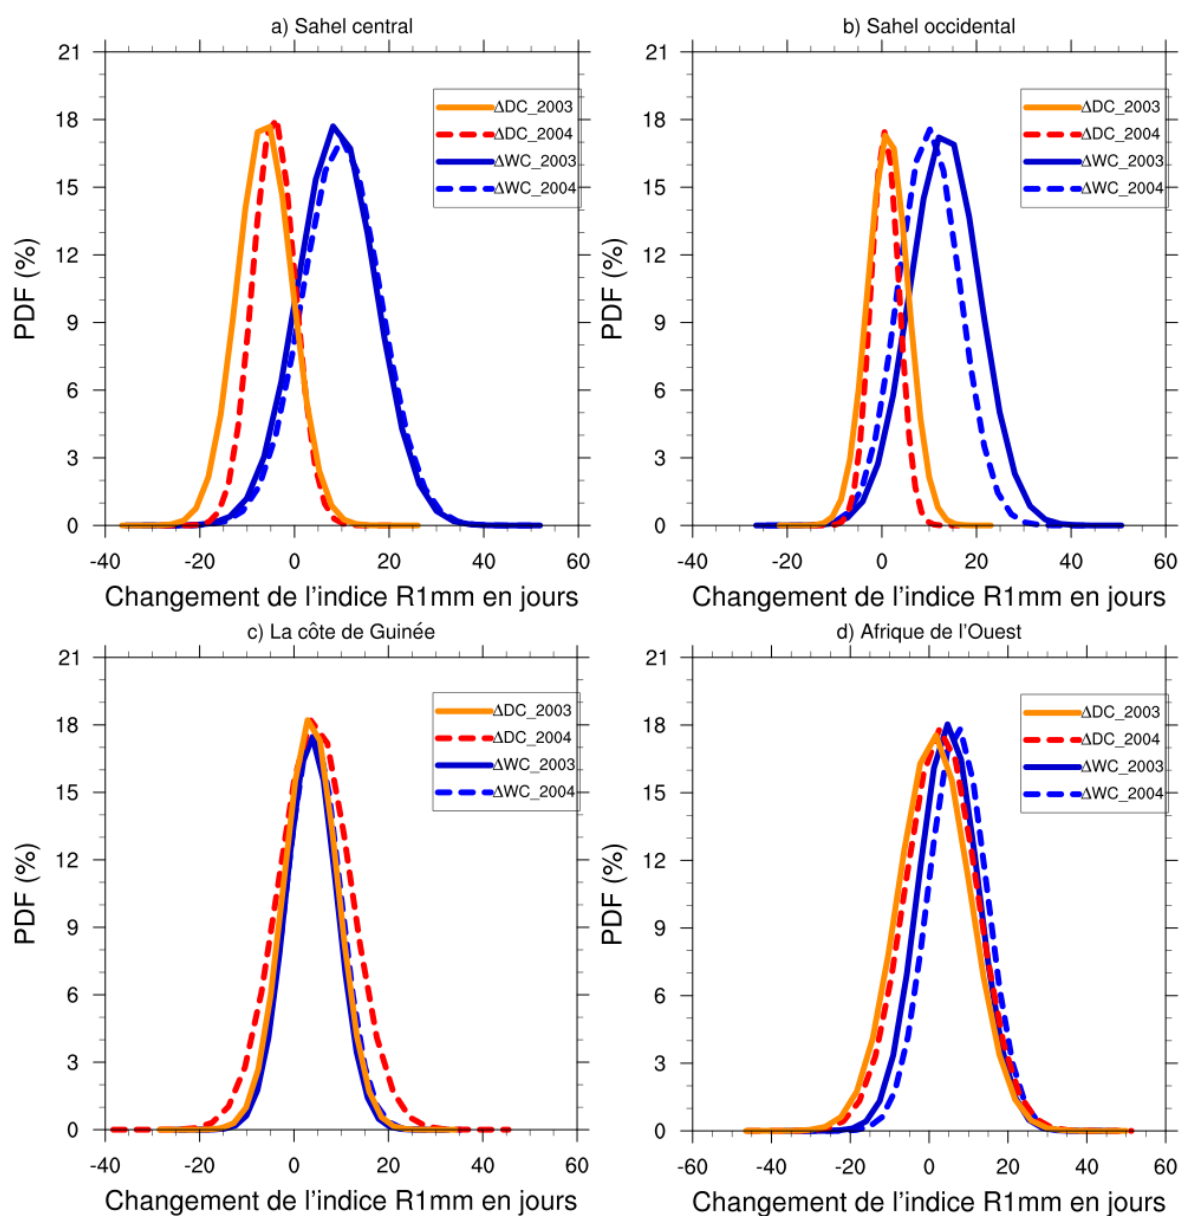 a) Sahel central
PDF (%)
21
18
15
12
9
6
3
0
-40
-20
0
20
40
60
ΔDC_2003
ΔDC_2004
ΔWC_2003
ΔWC_2004
Changement de l'indice R1mm en jours
b) Sahel occidental
PDF (%)
21
18
15
12
9
6
3
0
-40
-20
0
20
40
60
ΔDC_2003
ΔDC_2004
ΔWC_2003
ΔWC_2004
Changement de l'indice R1mm en jours
c) La côte de Guinée
PDF (%)
21
18
15
12
9
6
3
0
-40
-20
0
20
40
60
ΔDC_2003
ΔDC_2004
ΔWC_2003
ΔWC_2004
Changement de l'indice R1mm en jours
d) Afrique de l'Ouest
PDF (%)
21
18
15
12
9
6
3
0
-60
-40
-20
0
20
40
60
ΔDC_2003
ΔDC_2004
ΔWC_2003
ΔWC_2004
Changement de l'indice R1mm en jours